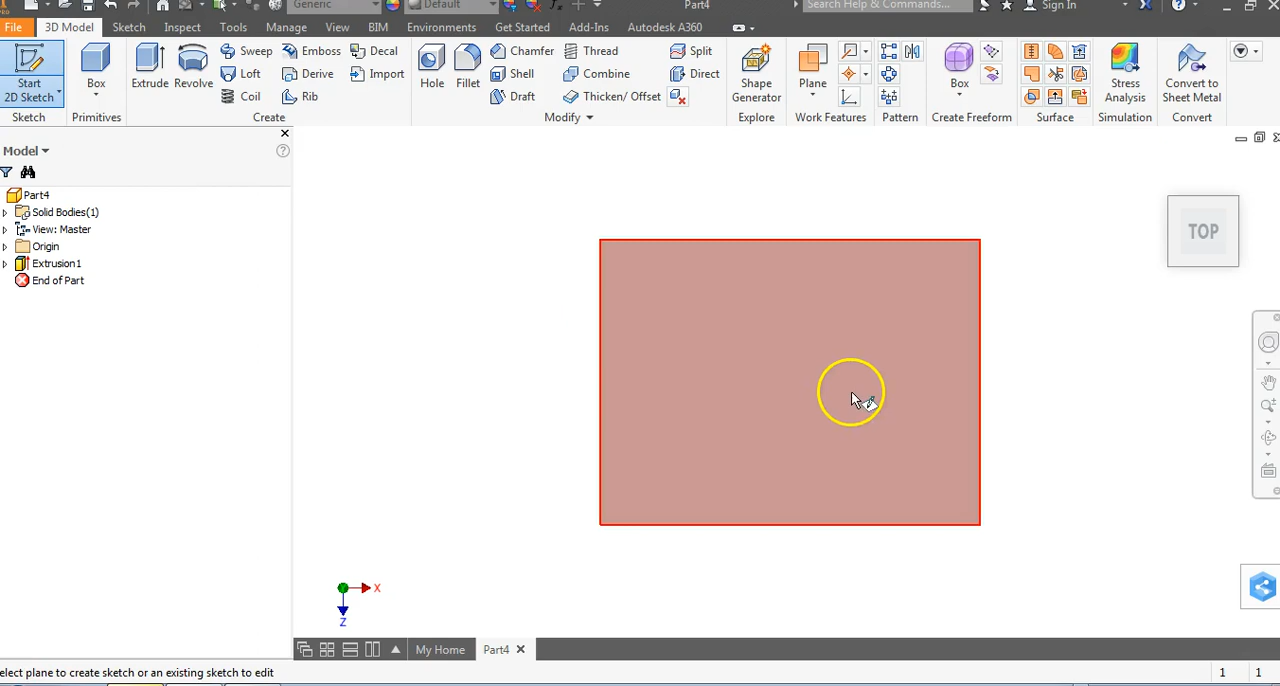 Generic Default Part4 Search Help & Commands... Sign In
File 3D Model Sketch Inspect Tools Manage View BIM Environments Get Started Add-Ins Autodesk A360
Start
2D Sketch
Box
Extrude
Revolve
Sweep
Loft
Coil
Emboss
Derive
Rib
Decal
Import
Hole
Fillet
Chamfer
Shell
Draft
Thread
Combine
Thicken/ Offset
Split
Direct
Shape
Generator
Plane
Box
Stress
Analysis
Convert to
Sheet Metal
Sketch Primitives Create Modify Explore Work Features Pattern Create Freeform Surface Simulation Convert
Model
Part4
Solid Bodies(1)
View: Master
Origin
Extrusion1
End of Part
TOP
X
Z
My Home Part4
elect plane to create sketch or an existing sketch to edit 1 1